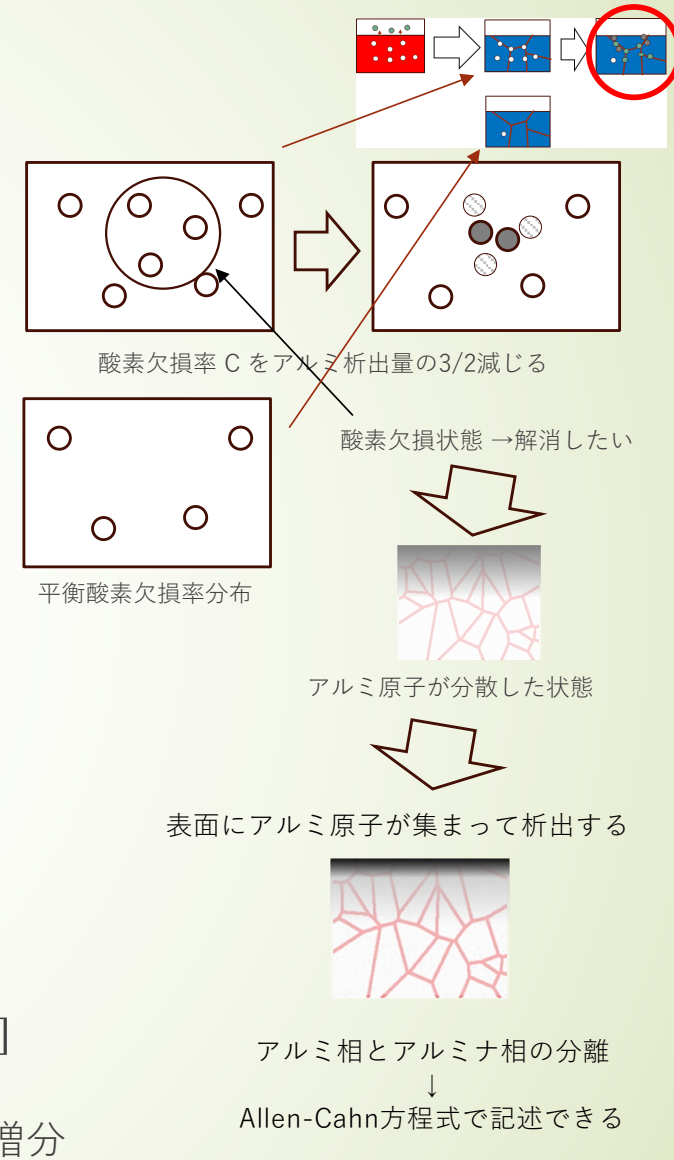 酸素欠損率 C をアルミ析出量の3/2減じる
酸素欠損状態 →解消したい
平衡酸素欠損率分布
アルミ原子が分散した状態
表面にアルミ原子が集まって析出する
]
アルミ相とアルミナ相の分離
↓
Allen-Cahn方程式で記述できる
増分